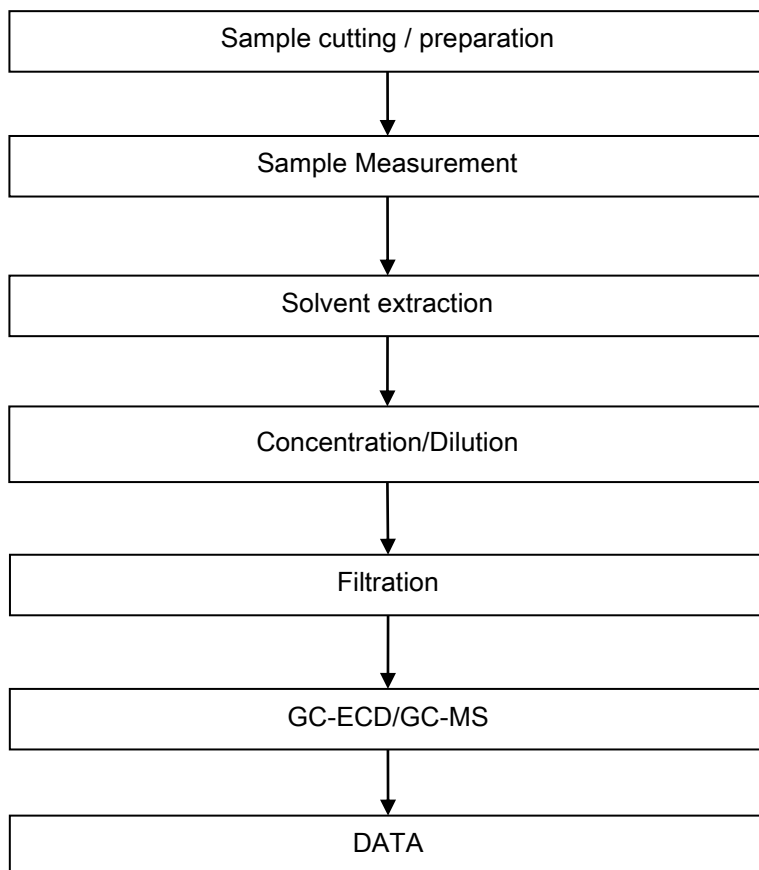 Sample cutting / preparation
Sample Measurement
Solvent extraction
Concentration/Dilution
Filtration
GC-ECD/GC-MS
DATA